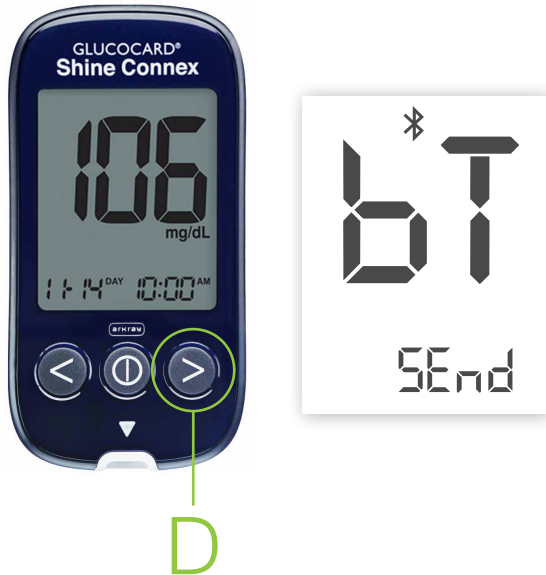 GLUCOCARD®
Shine Connex
106
mg/dL
11-14 DAY 10:00 AM
arkray
< >
D
bT
SEnd